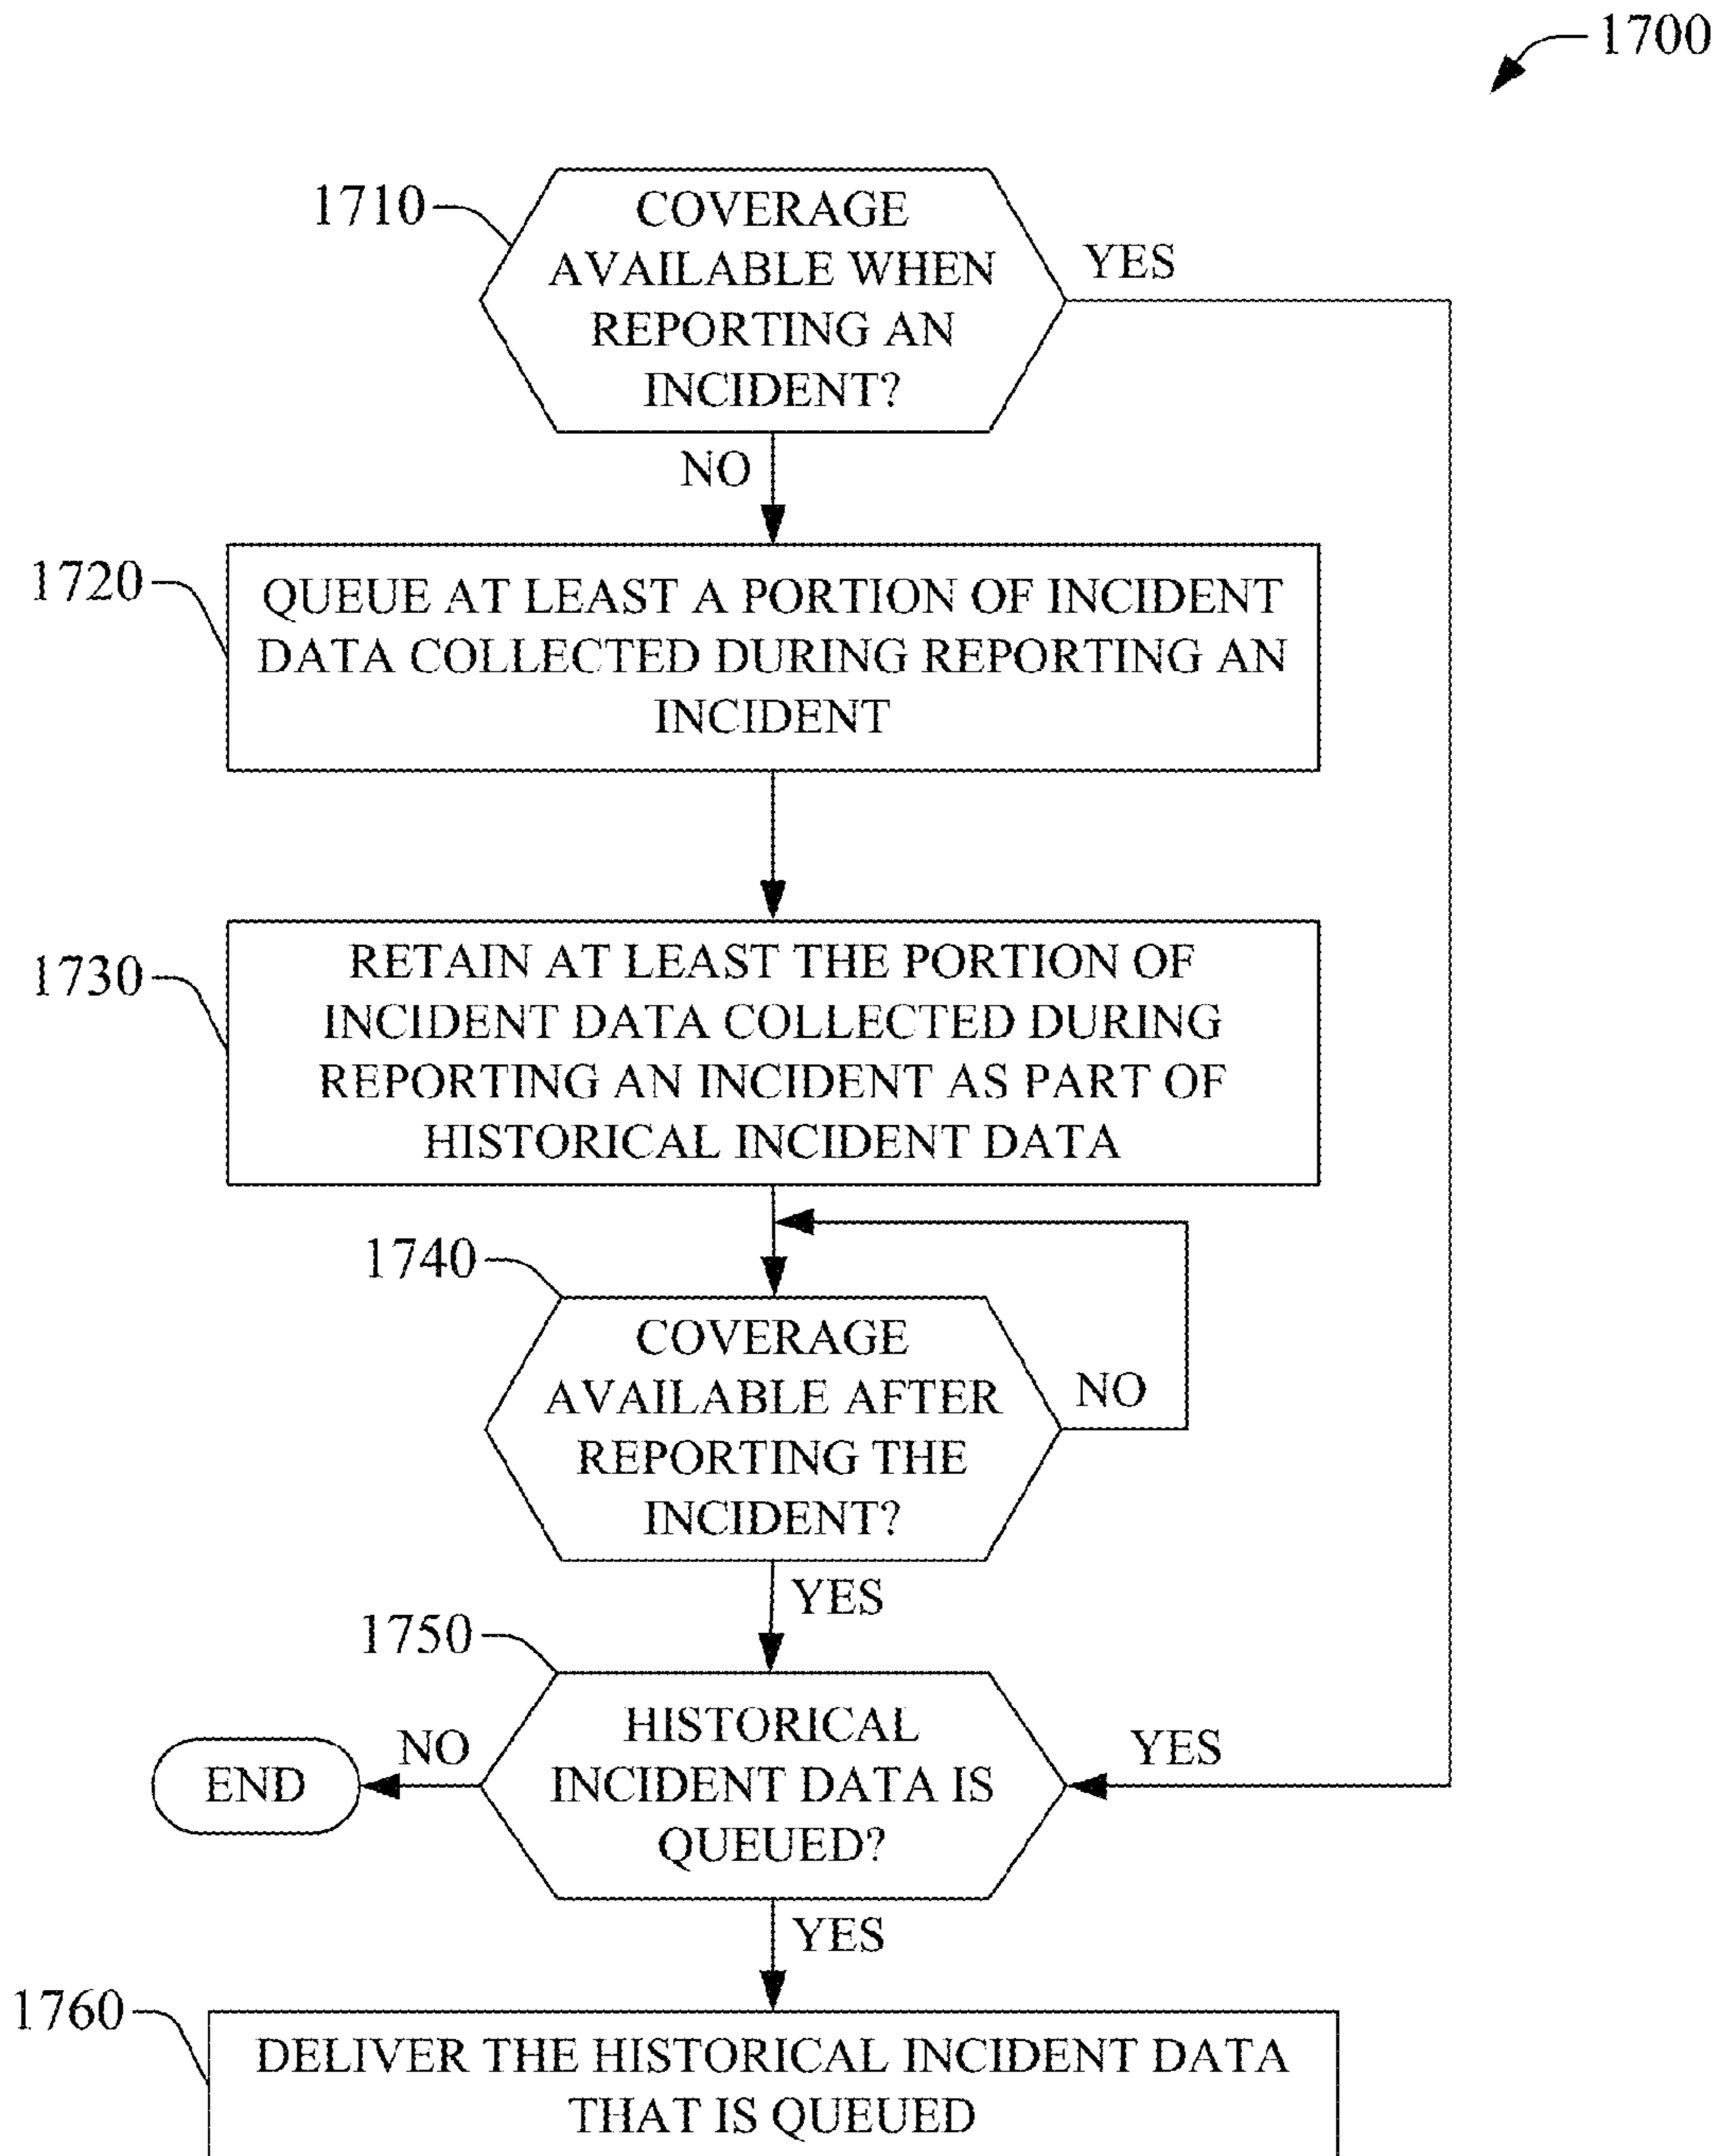 1700
1710
COVERAGE
AVAILABLE WHEN
REPORTING AN
INCIDENT?
YES
NO
1720
QUEUE AT LEAST A PORTION OF INCIDENT
DATA COLLECTED DURING REPORTING AN
INCIDENT
1730
RETAIN AT LEAST THE PORTION OF
INCIDENT DATA COLLECTED DURING
REPORTING AN INCIDENT AS PART OF
HISTORICAL INCIDENT DATA
1740
COVERAGE
AVAILABLE AFTER
REPORTING THE
INCIDENT?
NO
YES
1750
HISTORICAL
INCIDENT DATA IS
QUEUED?
NO
END
YES
YES
1760
DELIVER THE HISTORICAL INCIDENT DATA
THAT IS QUEUED